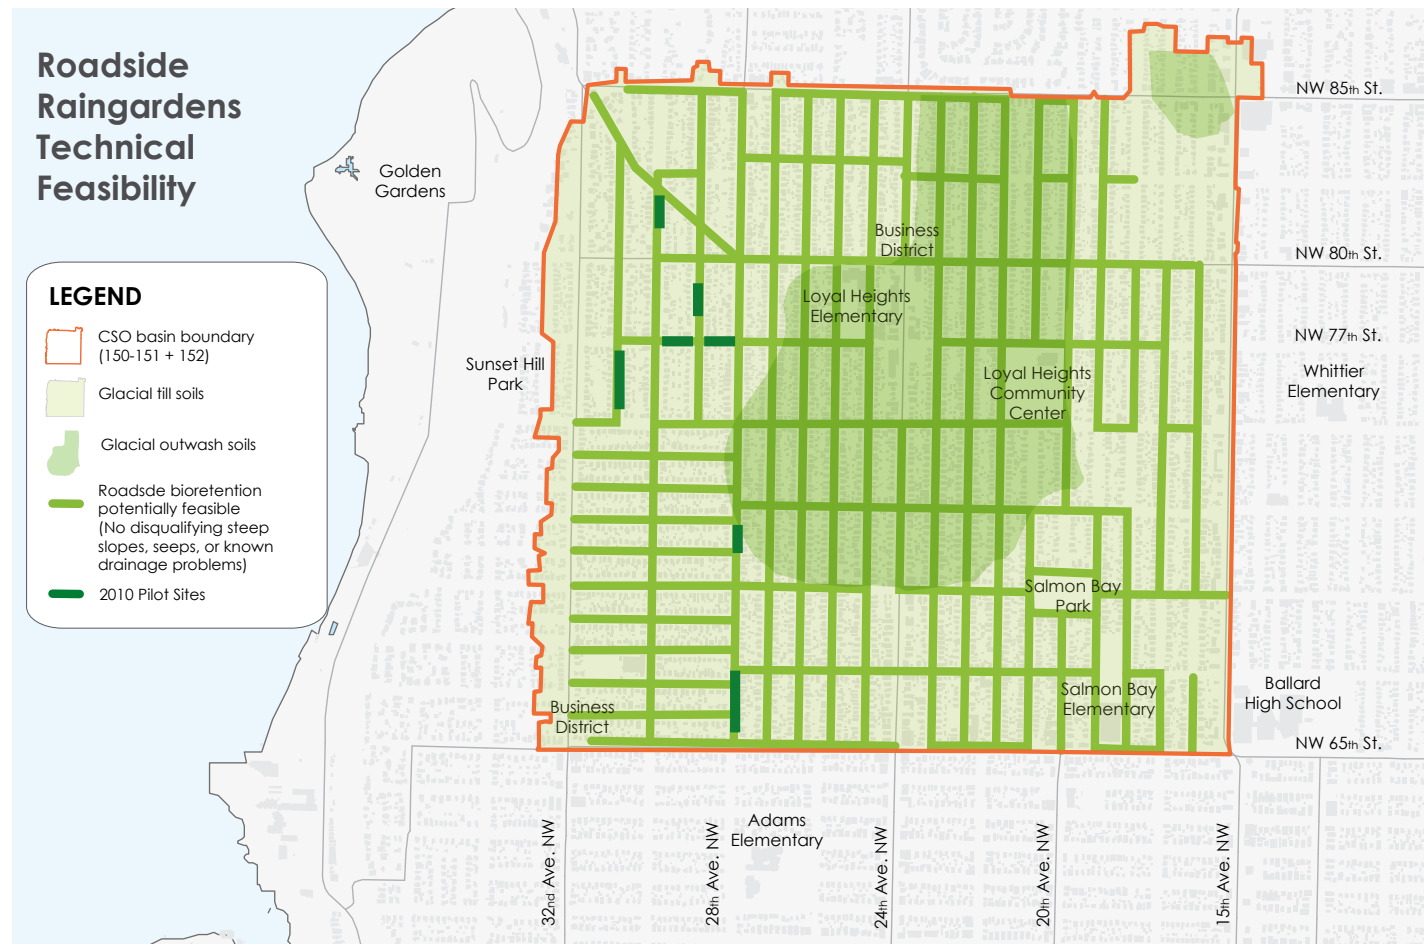 Roadside
Raingardens
Technical
Feasibility
Golden
Gardens
LEGEND
CSO basin boundary
(150-151 + 152)
Glacial till soils
Glacial outwash soils
Roadsde bioretention
potentially feasible
(No disqualifying steep
slopes, seeps, or known
drainage problems)
2010 Pilot Sites
NW 85th St.
Business
District
NW 80th St.
Loyal Heights
Elementary
NW 77th St.
Sunset Hill
Park
Loyal Heights
Community
Center
Whittier
Elementary
Salmon Bay
Park
Salmon Bay
Elementary
Business
District
Ballard
High School
NW 65th St.
Adams
Elementary
32nd Ave. NW
28th Ave. NW
24th Ave. NW
20th Ave. NW
15th Ave. NW